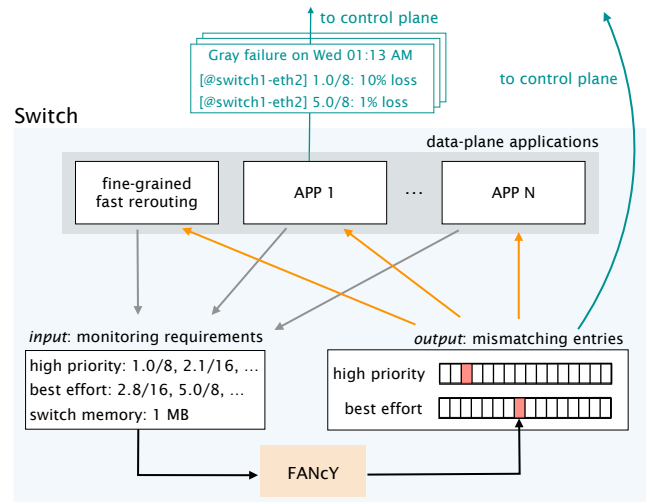 to control plane
Gray failure on Wed 01:13 AM
[@switch1-eth2] 1.0/8: 10% loss
[@switch1-eth2] 5.0/8: 1% loss
to control plane
Switch
data-plane applications
fine-grained
fast rerouting
APP 1
...
APP N
input: monitoring requirements
high priority: 1.0/8, 2.1/16, ...
best effort: 2.8/16, 5.0/8, ...
switch memory: 1 MB
output: mismatching entries
high priority
best effort
FANcY